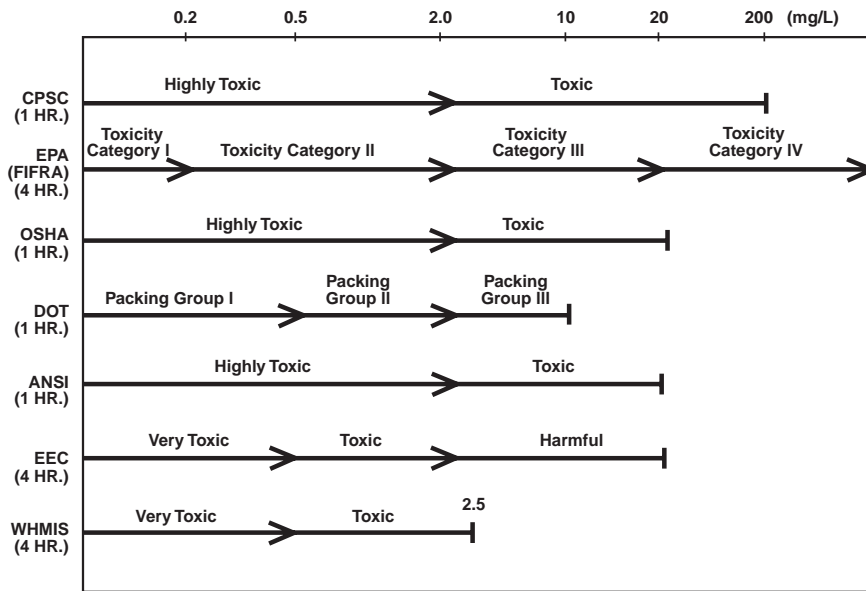 0.2 0.5 2.0 10 20 200 (mg/L)
Highly Toxic Toxic
CPSC
(1 HR.)
Toxicity Toxicity Toxicity
Category I Toxicity Category II Category III Category IV
EPA
(FIFRA)
(4 HR.)
Highly Toxic Toxic
OSHA
(1 HR.)
Packing Packing
Packing Group I Group II Group III
DOT
(1 HR.)
Highly Toxic Toxic
ANSI
(1 HR.)
Very Toxic Toxic Harmful
EEC
(4 HR.)
2.5
Very Toxic Toxic
WHMIS
(4 HR.)